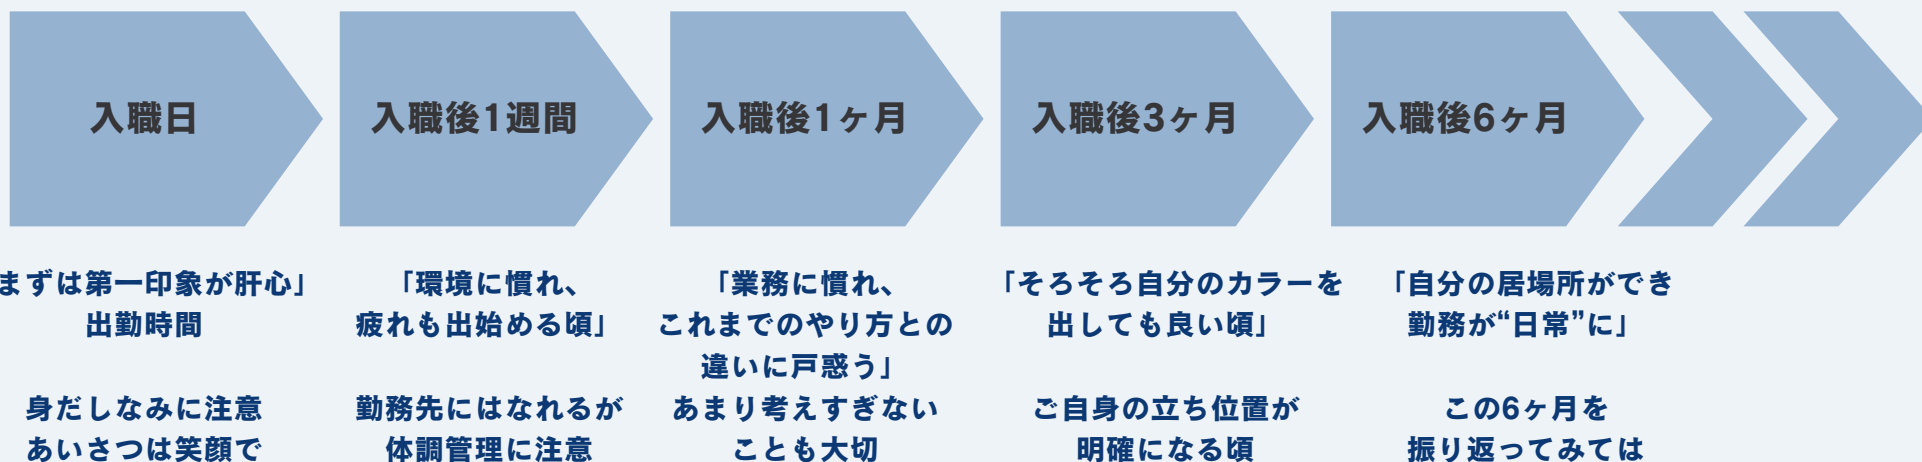 入職日
入職後1週間
入職後1ヶ月
入職後3ヶ月
入職後6ヶ月
まずは第一印象が肝心」
出勤時間
身だしなみに注意
あいさつは笑顔で
「環境に慣れ、
疲れも出始める頃」
勤務先にはなれるが
体調管理に注意
「業務に慣れ、
これまでのやり方との
違いに戸惑う」
あまり考えすぎない
ことも大切
「そろそろ自分のカラーを
出しても良い頃」
ご自身の立ち位置が
明確になる頃
「自分の居場所ができ
勤務が“日常”に」
この6ヶ月を
振り返ってみては